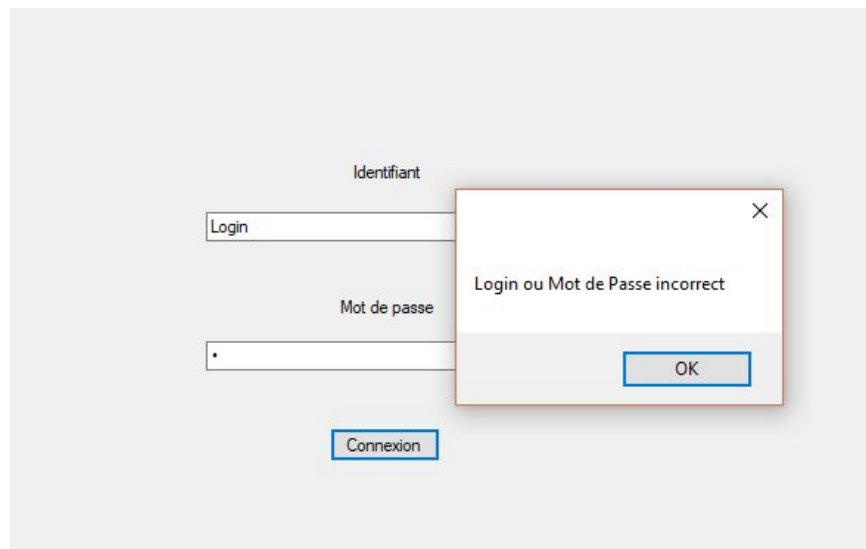 Identifiant
Login
Login ou Mot de Passe incorrect
Mot de passe
•
OK
Connexion